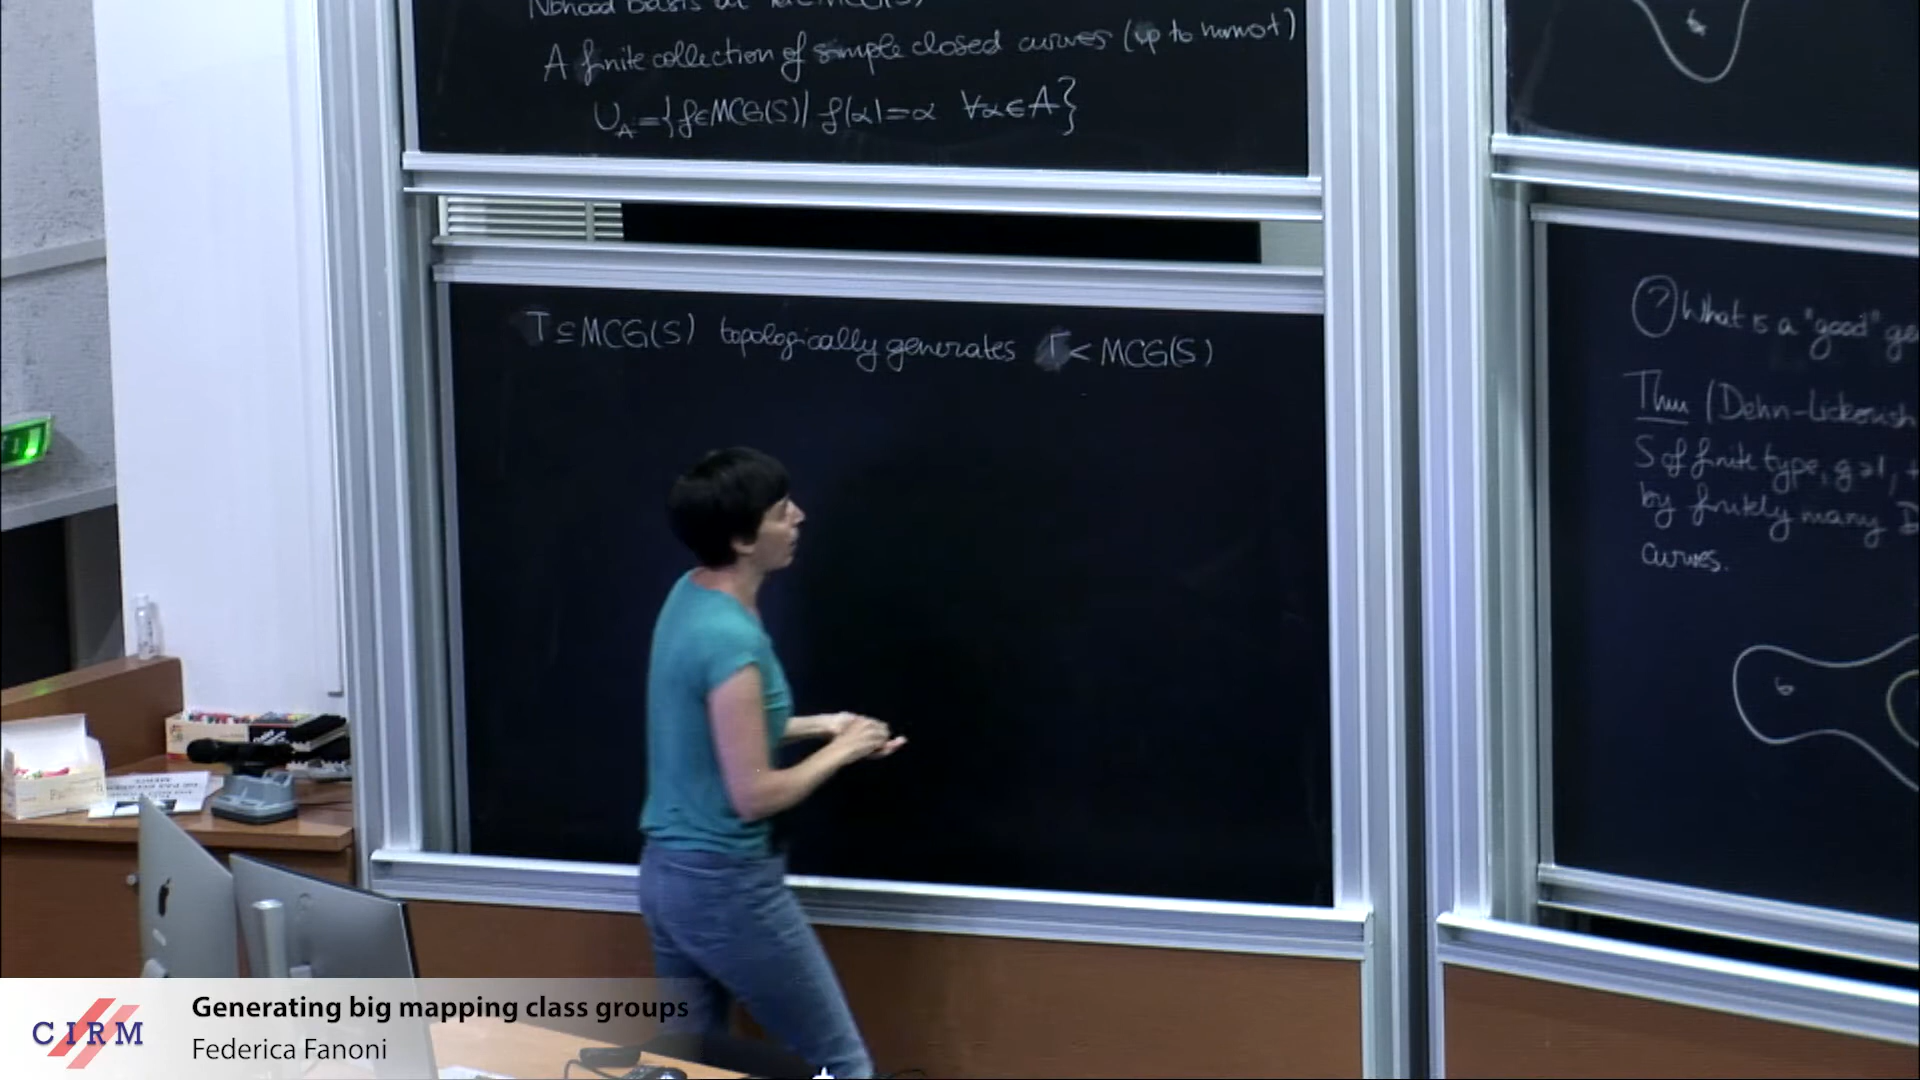 A finite collection of simple closed curves (up to homot)
U_A={f∈MCG(S)| f(α)=α ∀α∈A}
T⊆MCG(S) topologically generates Γ< MCG(S)
? What is a "good" ge
Thm (Dehn-Lickorish
S of finite type, g≥1,
by finitely many D
curves.
CIRM
Generating big mapping class groups
Federica Fanoni